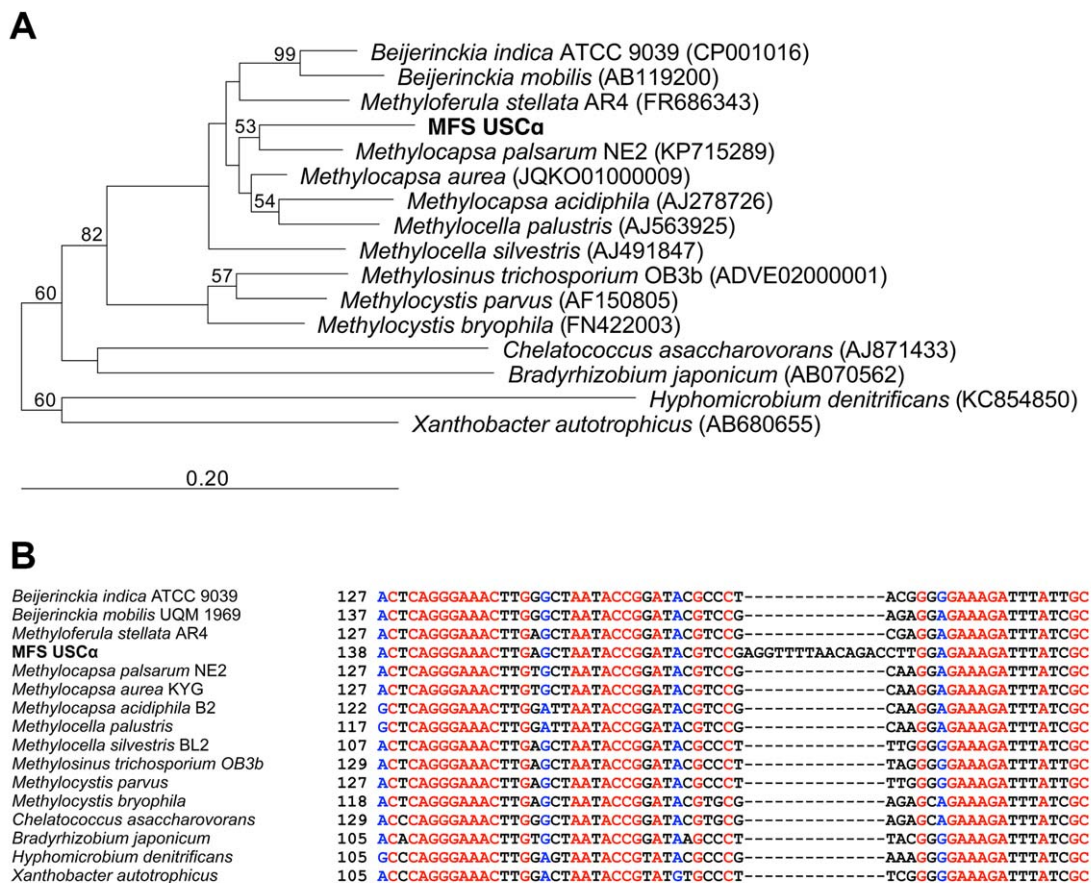 A
99
Beijerinckia indica ATCC 9039 (CP001016)
Beijerinckia mobilis (AB119200)
Methyloferula stellata AR4 (FR686343)
53
MFS USCα
Methylocapsa palsarum NE2 (KP715289)
Methylocapsa aurea (JQKO01000009)
54
Methylocapsa acidiphila (AJ278726)
Methylocella palustris (AJ563925)
82
Methylocella silvestris (AJ491847)
57
Methylosinus trichosporium OB3b (ADVE02000001)
60
Methylocystis parvus (AF150805)
Methylocystis bryophila (FN422003)
Chelatococcus asaccharovorans (AJ871433)
Bradyrhizobium japonicum (AB070562)
60
Hyphomicrobium denitrificans (KC854850)
Xanthobacter autotrophicus (AB680655)
0.20
B
Beijerinckia indica ATCC 9039 127 ACTCAGGGAAACTTGGGCTAATACCGGATACGCCCT--------------ACGGGGGAAAGATTTATTGC
Beijerinckia mobilis UQM 1969 137 ACTCAGGGAAACTTGGGCTAATACCGGATACGCCCT--------------AGAGGAGAAAGATTTATCGC
Methyloferula stellata AR4 127 ACTCAGGGAAACTTGAGCTAATACCGGATACGTCCG--------------CGAGGGGAAAGATTTATCGC
MFS USCα 138 ACTCAGGGAAACTTGAGCTAATACCGGATACGTCCGAGGTTTTAACAGACCTTGGAGAAAGATTTATCGC
Methylocapsa palsarum NE2 127 ACTCAGGGAAACTTGTGCTAATACCGGATACGTCCG--------------CAAGGAGAAAGATTTATCGC
Methylocapsa aurea KYG 127 ACTCAGGGAAACTTGTGCTAATACCGGATACGTCCG--------------CAAGGAGAAAGATTTATCGC
Methylocapsa acidiphila B2 122 GCTCAGGGAAACTTGGATTAATACCGGATACGTCCG--------------CAAGGAGAAAGATTTATCGC
Methylocella palustris 117 GCTCAGGGAAACTTGGATTAATACCGGATACGTCCG--------------CAAGGAGAAAGATTTATCGC
Methylocella silvestris BL2 107 ACTCAGGGAAACTTGAGCTAATACCGGATACGCCCT--------------TTGGGGGAAAGATTTATCGC
Methylosinus trichosporium OB3b 129 ACTCAGGGAAACTTGAGCTAATACCGGATACGCCCT--------------TAGGGGGAAAGATTTATTGC
Methylocystis parvus 127 ACTCAGGGAAACTTGAGCTAATACCGGATACGCCCT--------------TTGGGGGAAAGATTTATTGC
Methylocystis bryophila 118 ACTCAGGGAAACTTGAGCTAATACCGGATACGTGCG--------------AGAGCAGAAAGATTTATCGC
Chelatococcus asaccharovorans 129 ACCCAGGGAAACTTGGGCTAATACCGGATACGTGCG--------------AGAGCAGAAAGATTTATCGC
Bradyrhizobium japonicum 105 ACACAGGGAAACTTGTGCTAATACCGGATAAGCCCT--------------TACGGGGAAAGATTTATCGC
Hyphomicrobium denitrificans 105 GCCCAGGGAAACTTGGAGTAATACCGTATACGCCCG--------------AAAGGGGAAAGATTTATCGC
Xanthobacter autotrophicus 105 ACCCAGGGAAACTTGGACTAATACCGTATGTGCCCT--------------TCGGGGGAAAGATTTATCGC